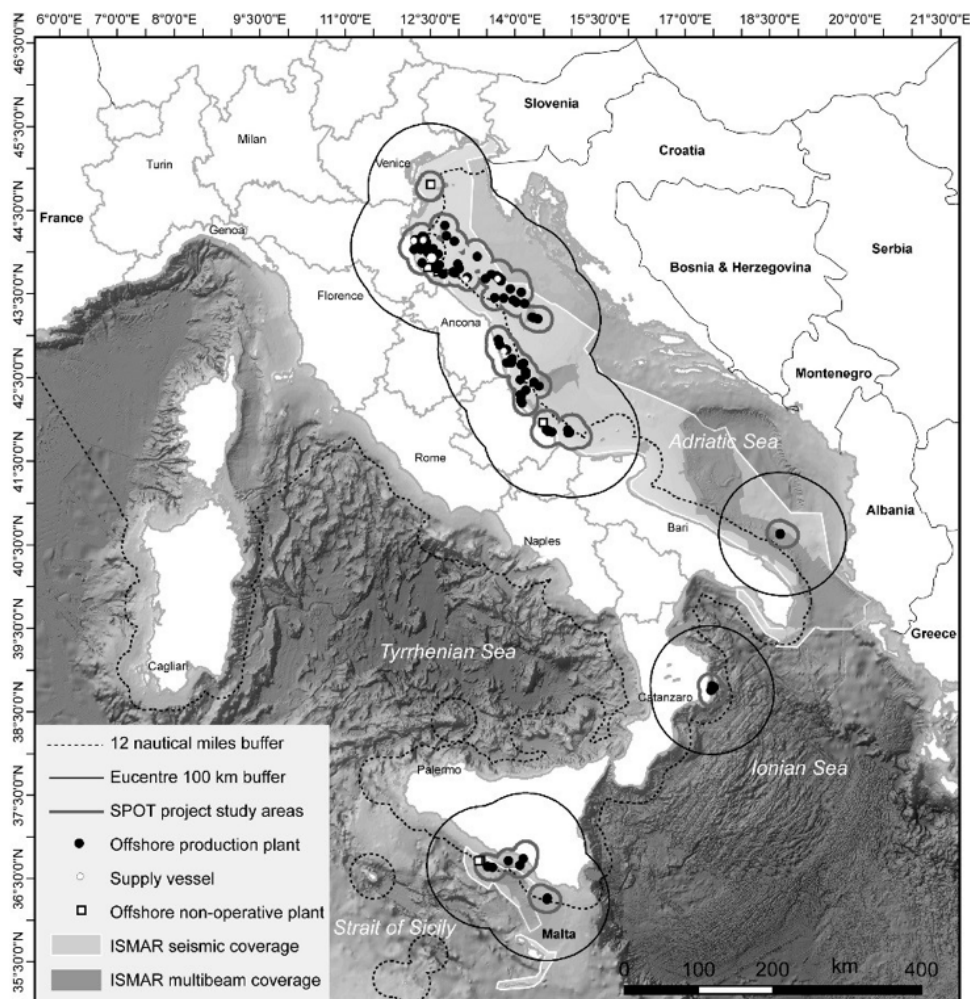 6°0'0"E 7°30'0"E 9°30'0"E 11°0'0"E 12°30'0"E 14°0'0"E 15°30'0"E 17°0'0"E 18°30'0"E 20°0'0"E 21°30'0"E
46°30'0"N
45°30'0"N
44°30'0"N
43°30'0"N
42°30'0"N
41°30'0"N
40°30'0"N
39°30'0"N
38°30'0"N
37°30'0"N
36°30'0"N
35°30'0"N
Slovenia
Milan
Croatia
Turin
Venice
France
Serbia
Genoa
Bosnia & Herzegovina
Florence
Ancona
Montenegro
Adriatic Sea
Rome
Albania
Bari
Naples
Greece
Tyrrhenian Sea
Cagliari
Catanzaro
Ionian Sea
Palermo
Strait of Sicily
Malta
12 nautical miles buffer
Eucentre 100 km buffer
SPOT project study areas
Offshore production plant
Supply vessel
Offshore non-operative plant
ISMAR seismic coverage
ISMAR multibeam coverage
km
0 100 200 400